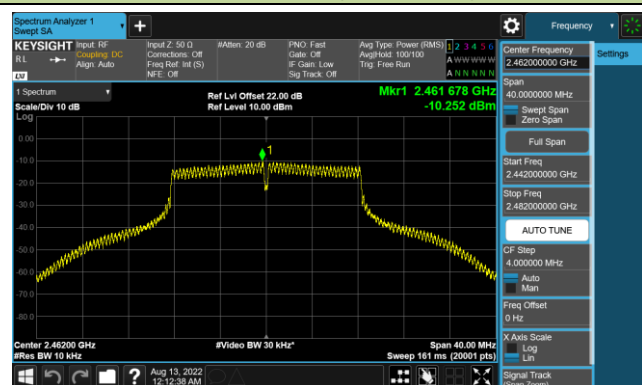 Spectrum Analyzer 1
Swept SA
Frequency
KEYSIGHT
Input: RF
Coupling: DC
Align: Auto
Input Z: 50 Ω
Corrections: Off
Freq Ref: Int (S)
NFE: Off
#Atten: 20 dB
PNO: Fast
Gate: Off
IF Gain: Low
Sig Track: Off
Avg Type: Power (RMS)
Avg|Hold: 100/100
Trig: Free Run
1 2 3 4 5 6
A W W W W W
A N N N N N
R L
LXI
1 Spectrum
Scale/Div 10 dB
Log
Ref Lvl Offset 22.00 dB
Ref Level 10.00 dBm
Mkr1 2.461 678 GHz
-10.252 dBm
1
0.00
-10.0
-20.0
-30.0
-40.0
-50.0
-60.0
-70.0
-80.0
Center 2.46200 GHz
#Res BW 10 kHz
#Video BW 30 kHz*
Span 40.00 MHz
Sweep 161 ms (20001 pts)
Aug 13, 2022
12:12:38 AM
Center Frequency
2.462000000 GHz
Span
40.0000000 MHz
Swept Span
Zero Span
Full Span
Start Freq
2.442000000 GHz
Stop Freq
2.482000000 GHz
AUTO TUNE
CF Step
4.000000 MHz
Auto
Man
Freq Offset
0 Hz
X Axis Scale
Log
Lin
Signal Track
(Span Zoom)
Settings